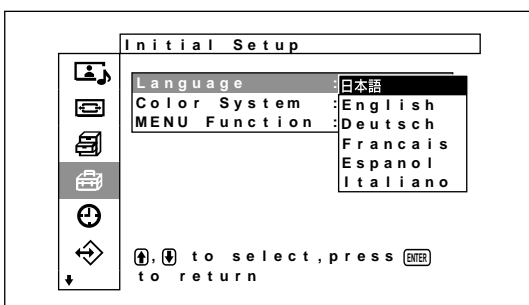 Initial Setup
Language :日本語
Color System :English
MENU Function :Deutsch
Francais
Espanol
Italiano
, to select,press ENTER
to return